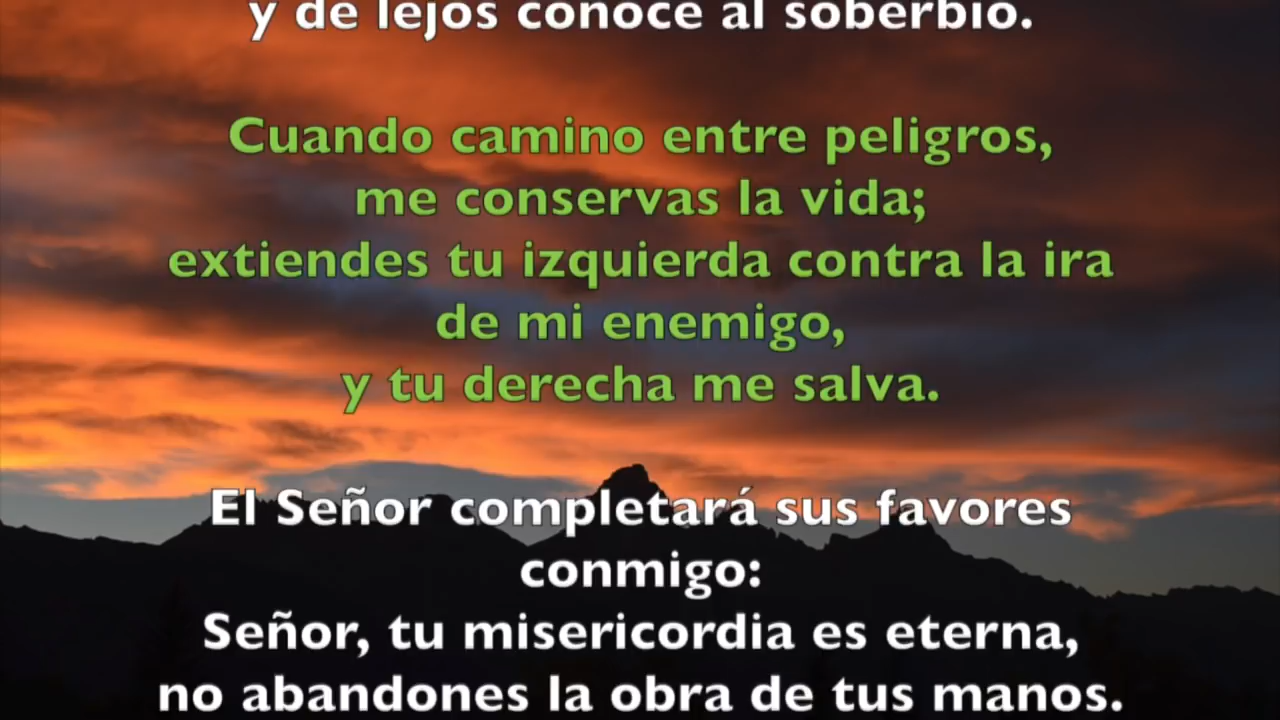 y de lejos conoce al soberbio.
Cuando camino entre peligros,
me conservas la vida;
extiendes tu izquierda contra la ira
de mi enemigo,
y tu derecha me salva.
El Señor completará sus favores
conmigo:
Señor, tu misericordia es eterna,
no abandones la obra de tus manos.